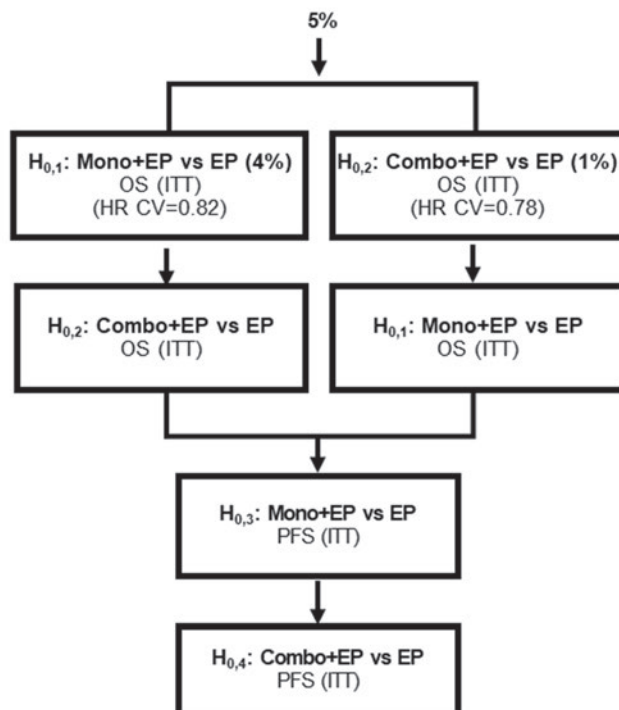 5%
H0,1: Mono+EP vs EP (4%)
OS (ITT)
(HR CV=0.82)
H0,2: Combo+EP vs EP (1%)
OS (ITT)
(HR CV=0.78)
H0,2: Combo+EP vs EP
OS (ITT)
H0,1: Mono+EP vs EP
OS (ITT)
H0,3: Mono+EP vs EP
PFS (ITT)
H0,4: Combo+EP vs EP
PFS (ITT)